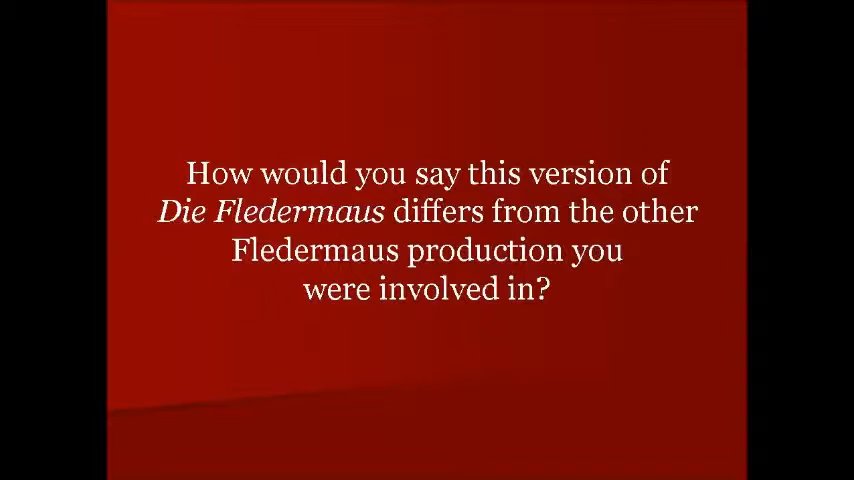 How would you say this version of
Die Fledermaus differs from the other
Fledermaus production you
were involved in?